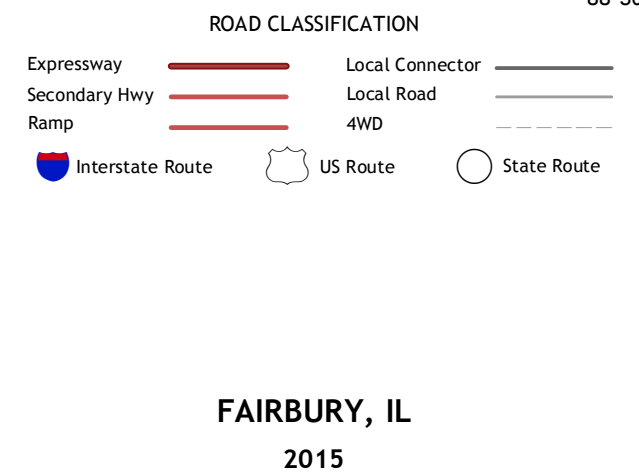 ROAD CLASSIFICATION
Expressway
Local Connector
Secondary Hwy
Local Road
Ramp
4WD
Interstate Route
US Route
State Route
FAIRBURY, IL
2015